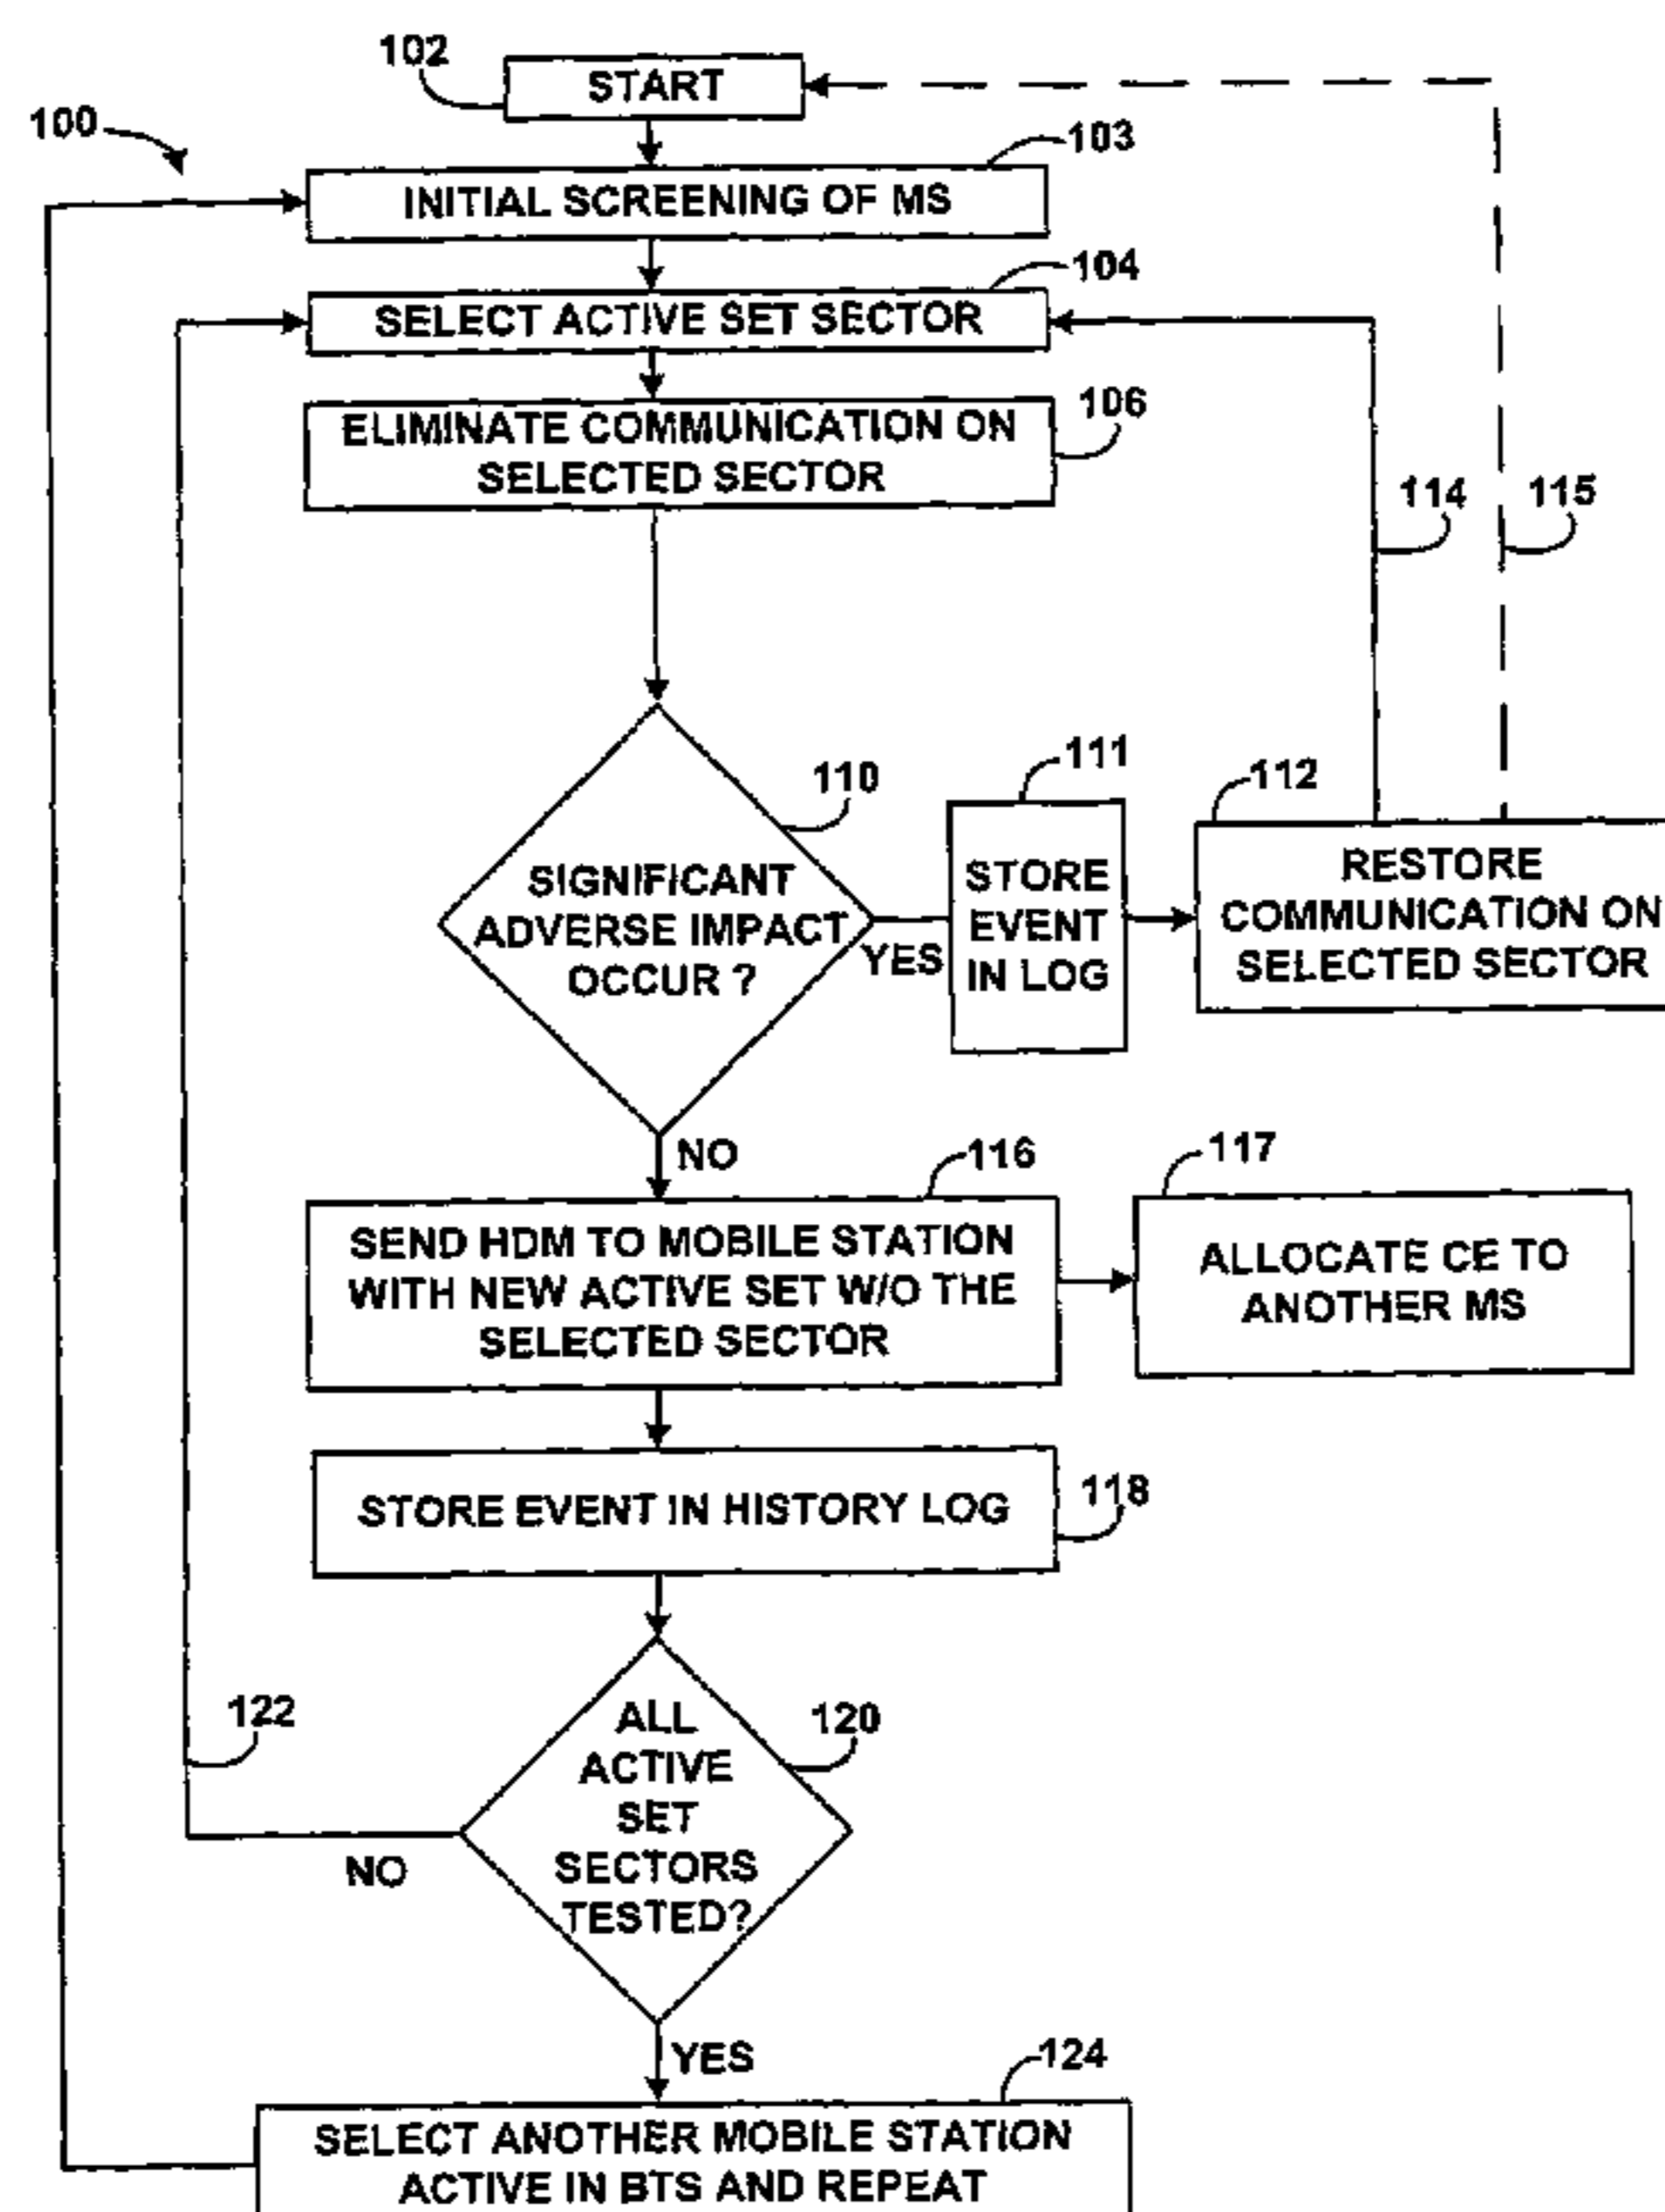 102
START
100
103
INITIAL SCREENING OF MS
104
SELECT ACTIVE SET SECTOR
106
ELIMINATE COMMUNICATION ON
SELECTED SECTOR
114
115
110
111
112
SIGNIFICANT
ADVERSE IMPACT
OCCUR ?
YES
STORE
EVENT
IN LOG
RESTORE
COMMUNICATION ON
SELECTED SECTOR
NO
116
117
SEND HDM TO MOBILE STATION
WITH NEW ACTIVE SET W/O THE
SELECTED SECTOR
ALLOCATE CE TO
ANOTHER MS
STORE EVENT IN HISTORY LOG
118
122
120
ALL
ACTIVE
SET
SECTORS
TESTED?
NO
YES
124
SELECT ANOTHER MOBILE STATION
ACTIVE IN BTS AND REPEAT